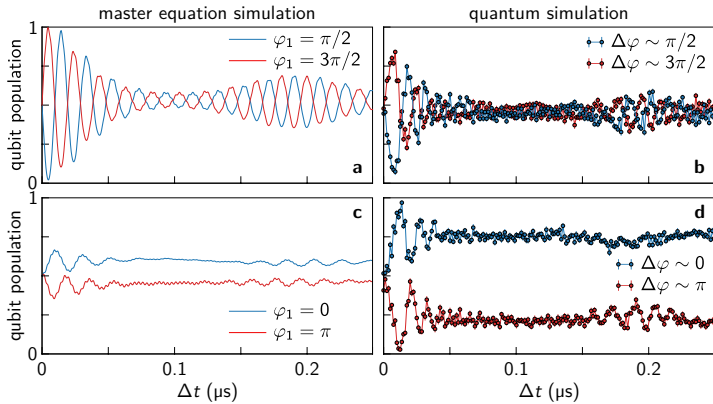 master equation simulation
quantum simulation
qubit population
1
0
φ₁ = π/2
φ₁ = 3π/2
a
Δφ ∼ π/2
Δφ ∼ 3π/2
b
qubit population
1
0
c
φ₁ = 0
φ₁ = π
d
Δφ ∼ 0
Δφ ∼ π
0 0.1 0.2
0 0.1 0.2
Δt (μs)
Δt (μs)